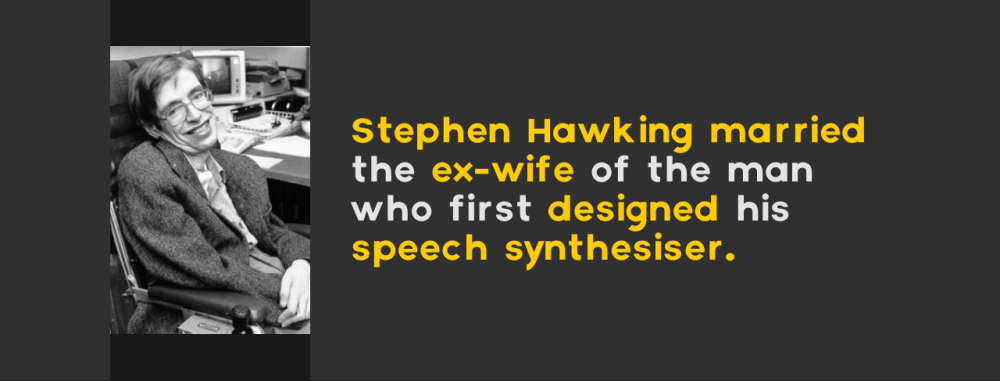 Stephen Hawking married
the ex-wife of the man
who first designed his
speech synthesiser.